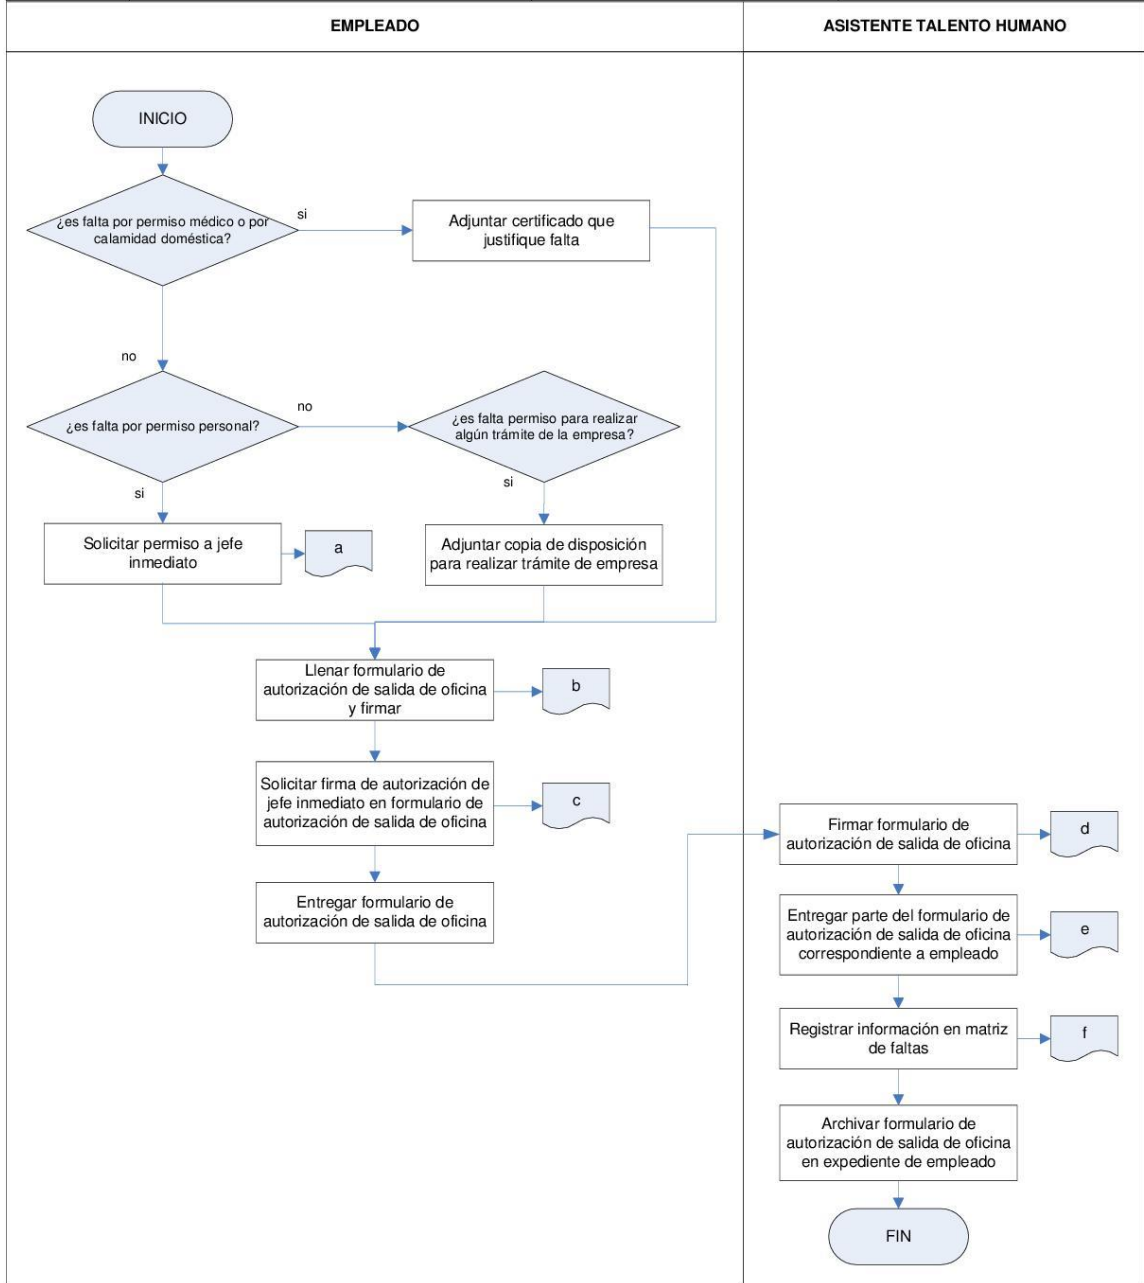 EMPLEADO
ASISTENTE TALENTO HUMANO
INICIO
¿es falta por permiso médico o por
calamidad doméstica?
si
Adjuntar certificado que
justifique falta
no
¿es falta por permiso personal?
no
¿es falta permiso para realizar
algún trámite de la empresa?
si
si
Solicitar permiso a jefe
inmediato
a
Adjuntar copia de disposición
para realizar trámite de empresa
Llenar formulario de
autorización de salida de oficina
y firmar
b
Solicitar firma de autorización de
jefe inmediato en formulario de
autorización de salida de oficina
c
Entregar formulario de
autorización de salida de oficina
Firmar formulario de
autorización de salida de oficina
d
Entregar parte del formulario de
autorización de salida de oficina
correspondiente a empleado
e
Registrar información en matriz
de faltas
f
Archivar formulario de
autorización de salida de oficina
en expediente de empleado
FIN